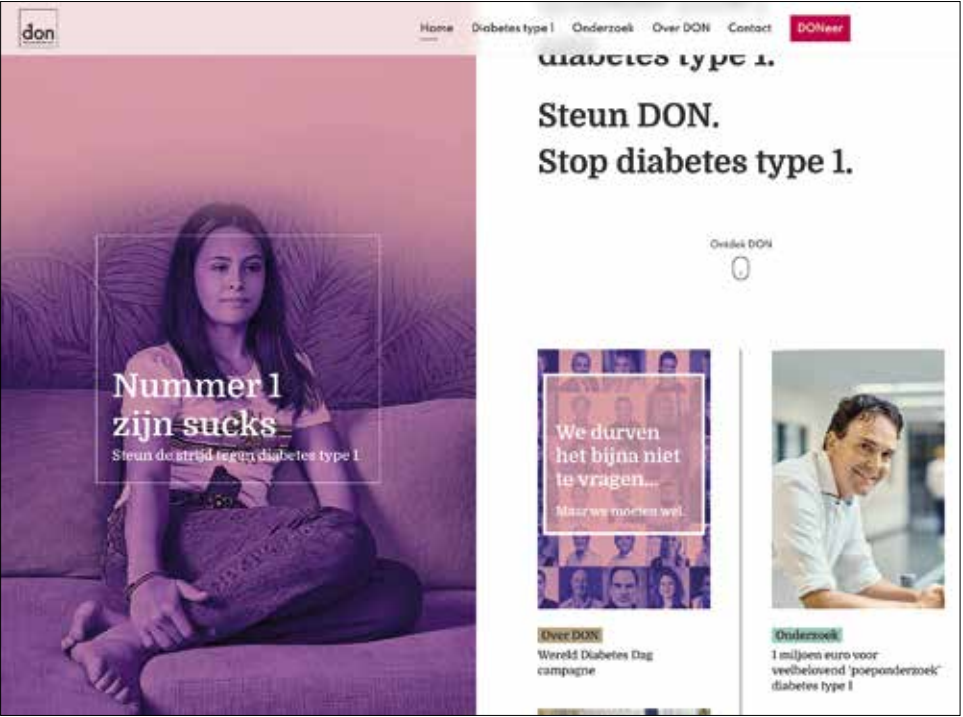 don
Home Diabetes type 1 Onderzoek Over DON Contact DONeer
diabetes type 1.
Steun DON.
Stop diabetes type 1.
Ontdek DON
Nummer 1
zijn sucks
Steun de strijd tegen diabetes type 1
We durven
het bijna niet
te vragen...
Maar we moeten wel.
Over DON
Wereld Diabetes Dag
campagne
Onderzoek
1 miljoen euro voor
veelbelovend 'poeponderzoek'
diabetes type 1